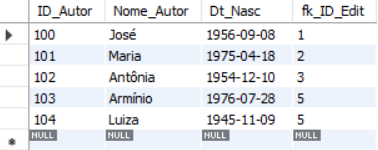 ID_Autor Nome_Autor Dt_Nasc fk_ID_Edit
100 José 1956-09-08 1
101 Maria 1975-04-18 2
102 Antônia 1954-12-10 3
103 Armínio 1976-07-28 5
104 Luiza 1945-11-09 5
NULL NULL NULL NULL